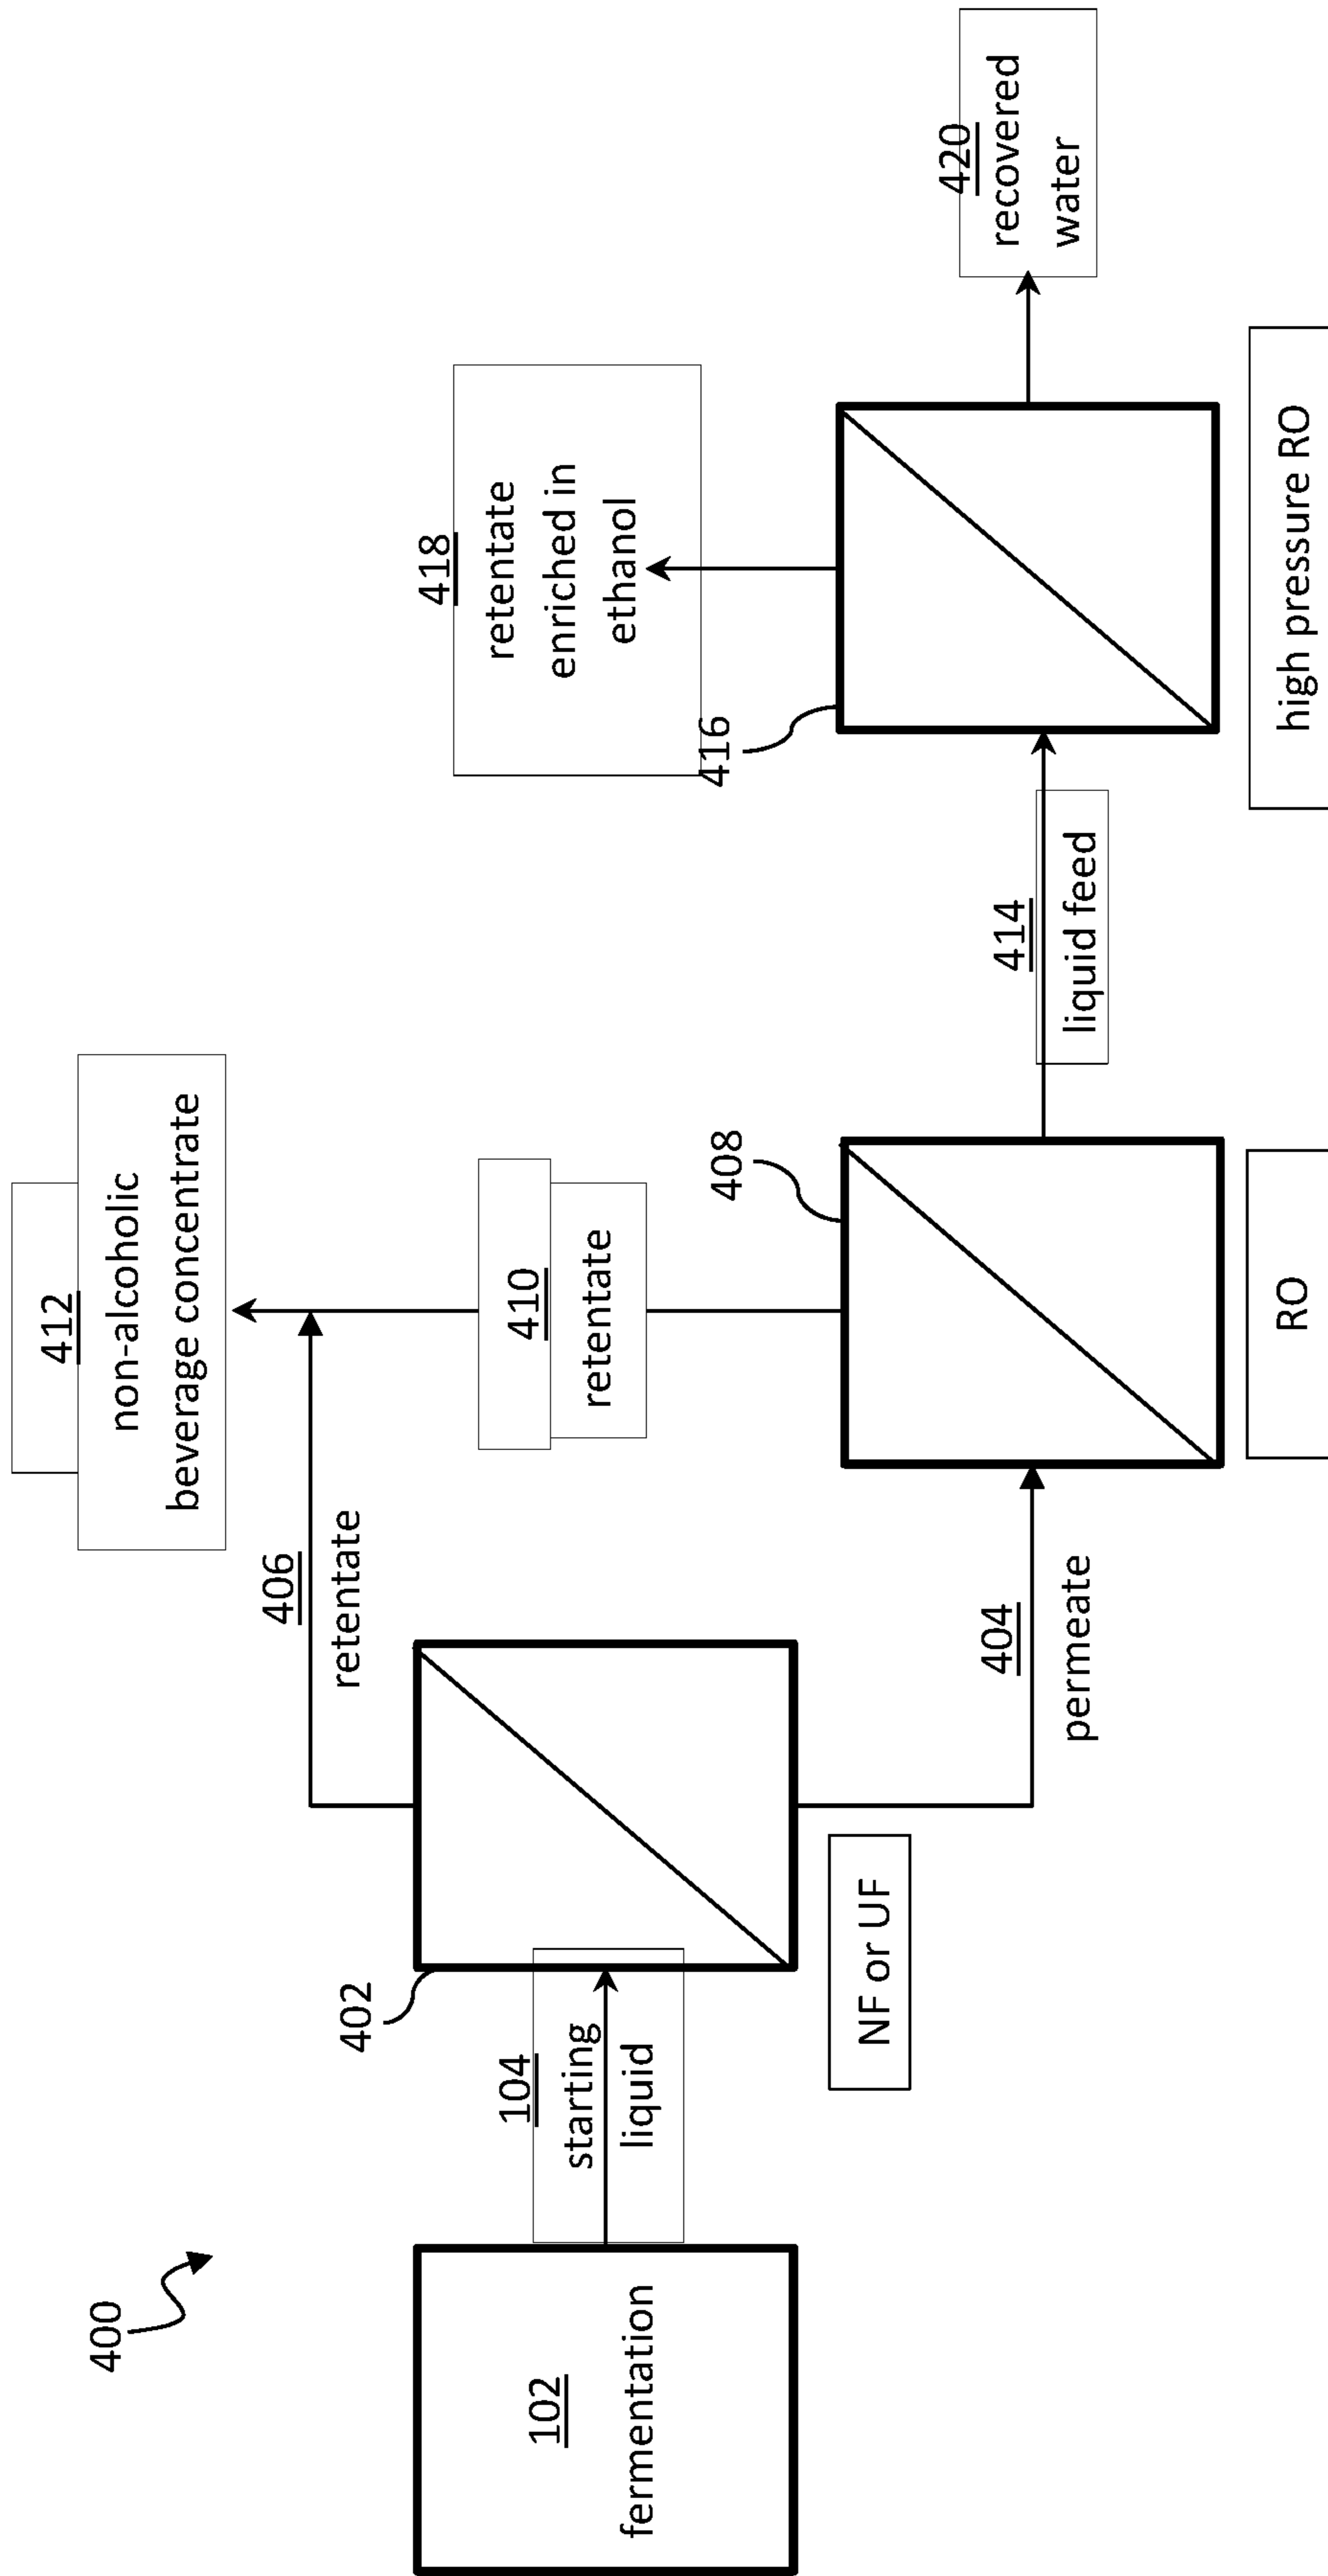 400
102
fermentation
104
starting
liquid
402
NF or UF
406
retentate
404
permeate
412
non-alcoholic
beverage concentrate
410
retentate
408
RO
414
liquid feed
416
high pressure RO
418
retentate
enriched in
ethanol
420
recovered
water